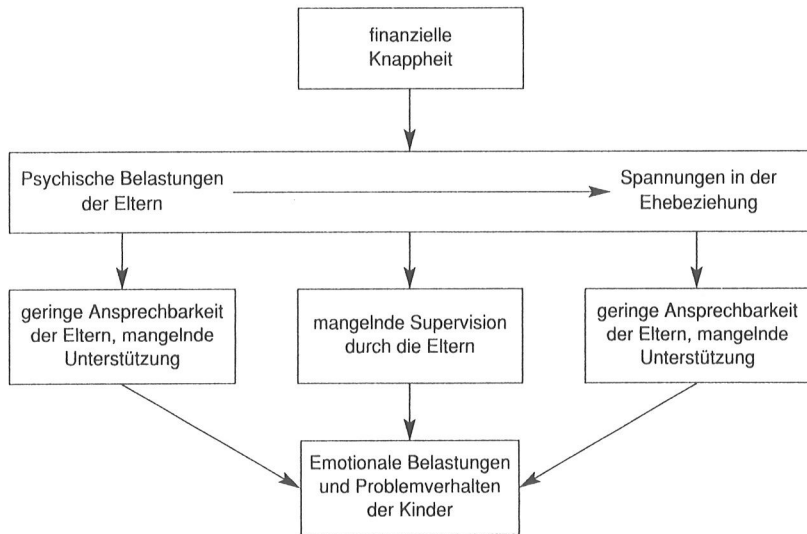 finanzielle
Knappheit
Psychische Belastungen
der Eltern
Spannungen in der
Ehebeziehung
geringe Ansprechbarkeit
der Eltern, mangelnde
Unterstützung
mangelnde Supervision
durch die Eltern
geringe Ansprechbarkeit
der Eltern, mangelnde
Unterstützung
Emotionale Belastungen
und Problemverhalten
der Kinder